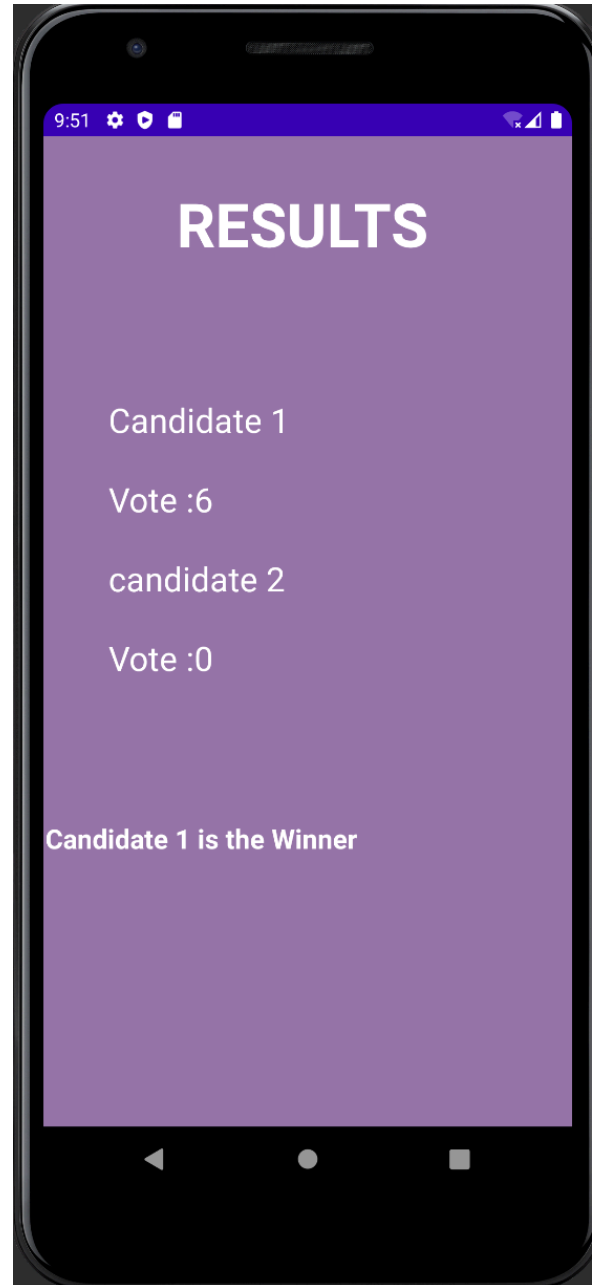 9:51
RESULTS
Candidate 1
Vote :6
candidate 2
Vote :0
Candidate 1 is the Winner